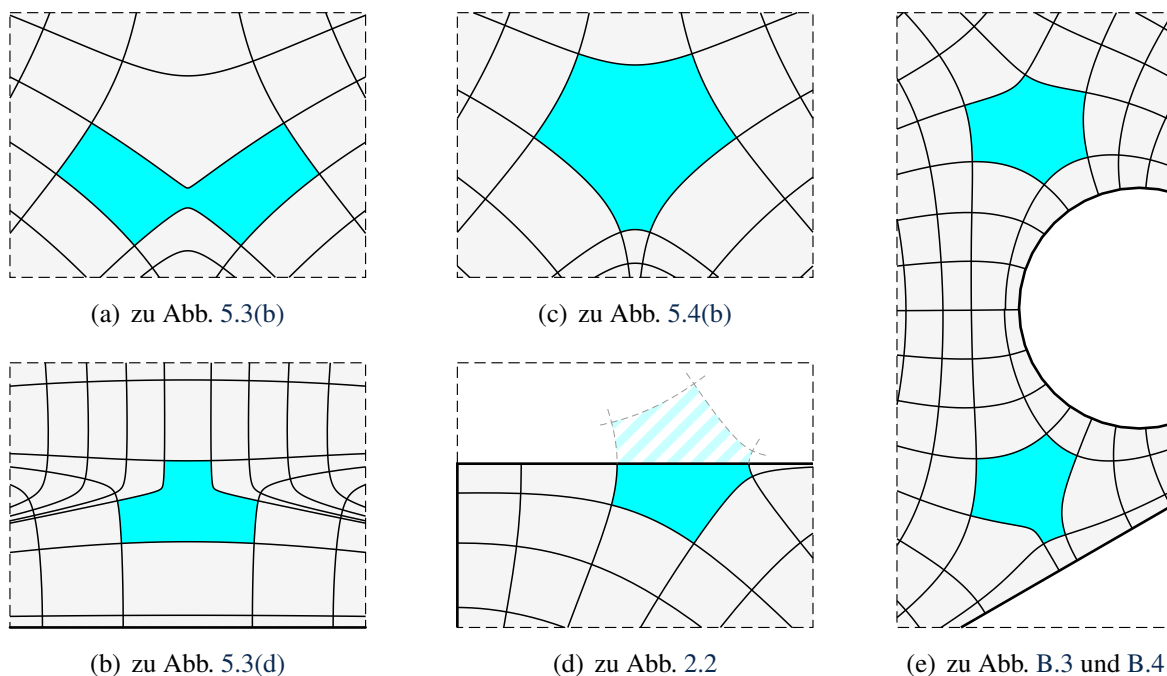 (a) zu Abb. 5.3(b)
(c) zu Abb. 5.4(b)
(b) zu Abb. 5.3(d)
(d) zu Abb. 2.2
(e) zu Abb. B.3 und B.4